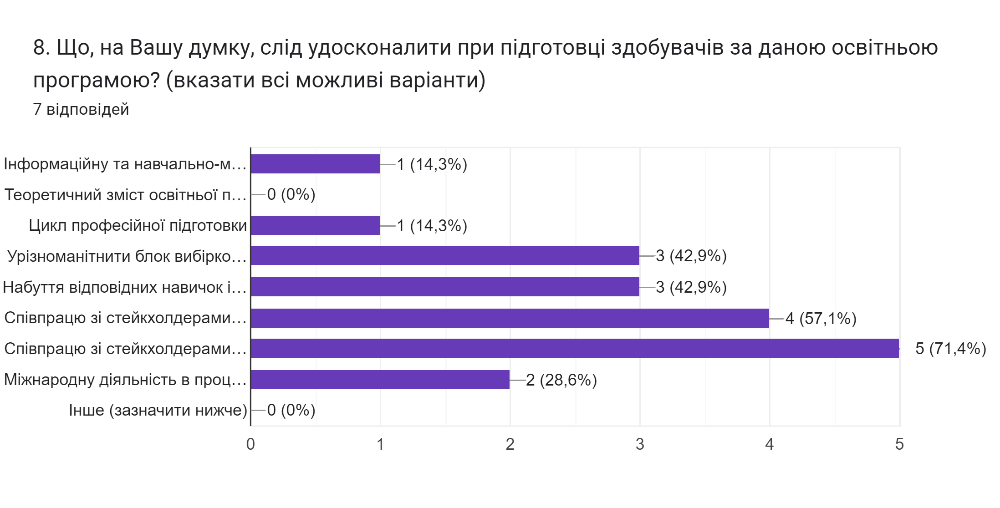 8. Що, на Вашу думку, слід удосконалити при підготовці здобувачів за даною освітньою
програмою? (вказати всі можливі варіанти)
7 відповідей
Інформаційну та навчально-м… 1 (14,3%)
Теоретичний зміст освітньої п… 0 (0%)
Цикл професійної підготовки 1 (14,3%)
Урізноманітнити блок вибірко… 3 (42,9%)
Набуття відповідних навичок і… 3 (42,9%)
Співпрацю зі стейкхолдерами… 4 (57,1%)
Співпрацю зі стейкхолдерами… 5 (71,4%)
Міжнародну діяльність в проц… 2 (28,6%)
Інше (зазначити нижче) 0 (0%)
0 1 2 3 4 5